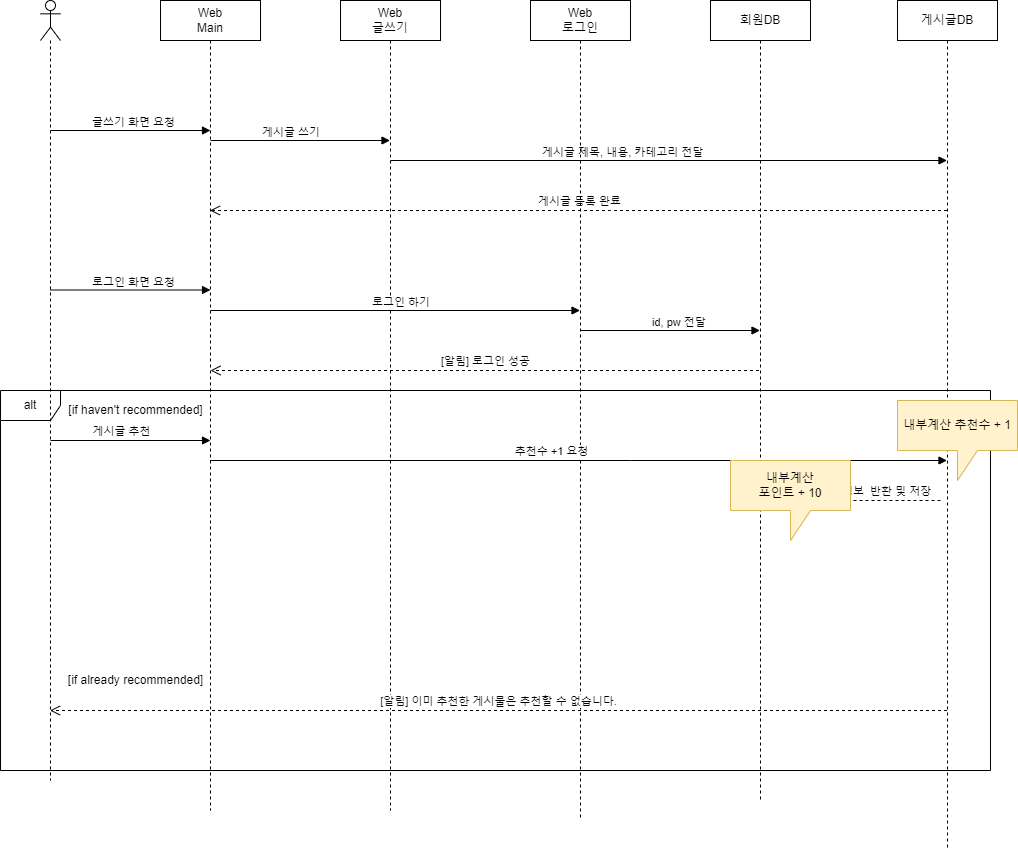 Web
Main
Web
글쓰기
Web
로그인
회원DB
게시글DB
글쓰기 화면 요청
게시글 쓰기
게시글 제목, 내용, 카테고리 전달
게시글 등록 완료
로그인 화면 요청
로그인 하기
id, pw 전달
[알림] 로그인 성공
alt
[if haven't recommended]
내부계산 추천수 + 1
게시글 추천
추천수 +1 요청
내부계산
포인트 + 10
반환 및 저장
[if already recommended]
[알림] 이미 추천한 게시물은 추천할 수 없습니다.